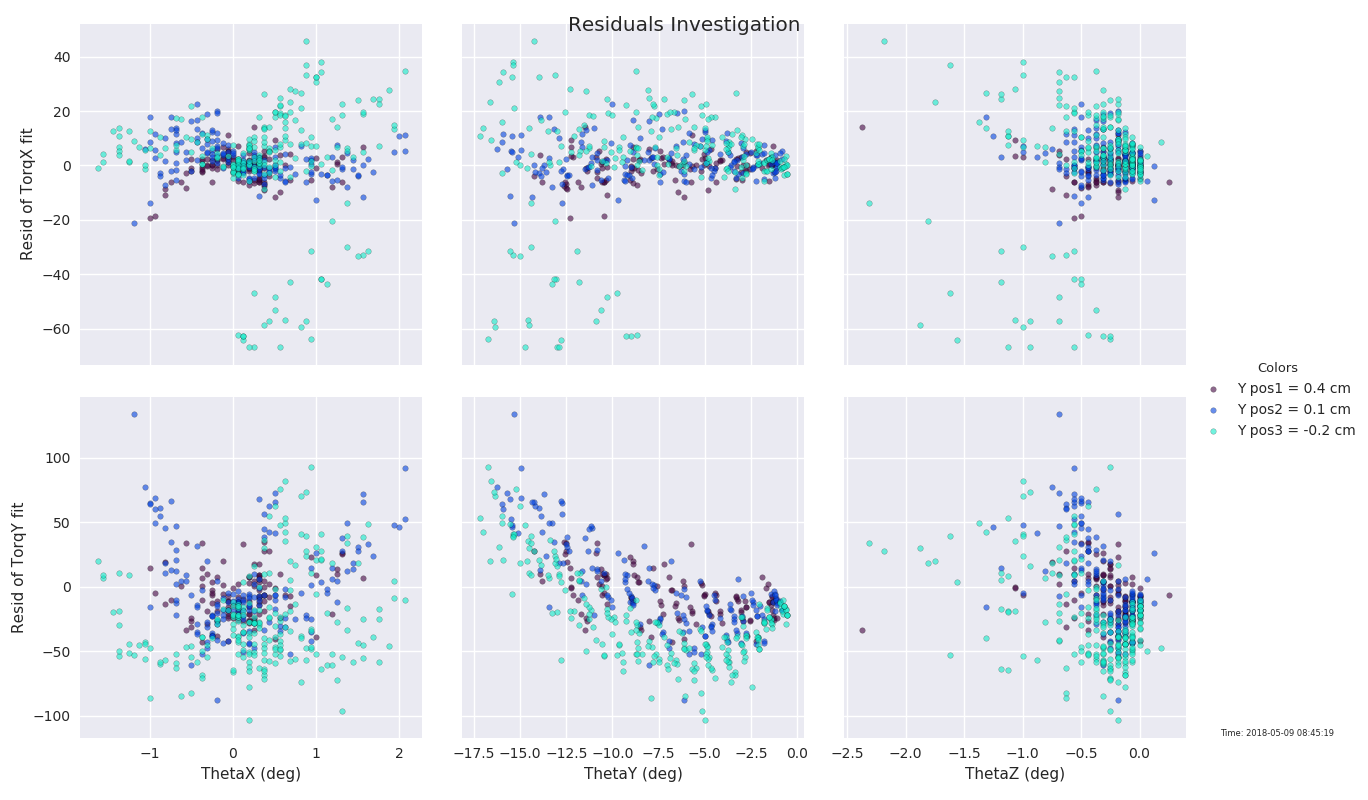 Residuals Investigation
40
20
0
−20
−40
−60
Resid of TorqX fit
100
50
0
−50
−100
Resid of TorqY fit
−1 0 1 2
ThetaX (deg)
−17.5 −15.0 −12.5 −10.0 −7.5 −5.0 −2.5 0.0
ThetaY (deg)
−2.5 −2.0 −1.5 −1.0 −0.5 0.0
ThetaZ (deg)
Colors
Y pos1 = 0.4 cm
Y pos2 = 0.1 cm
Y pos3 = -0.2 cm
Time: 2018-05-09 08:45:19